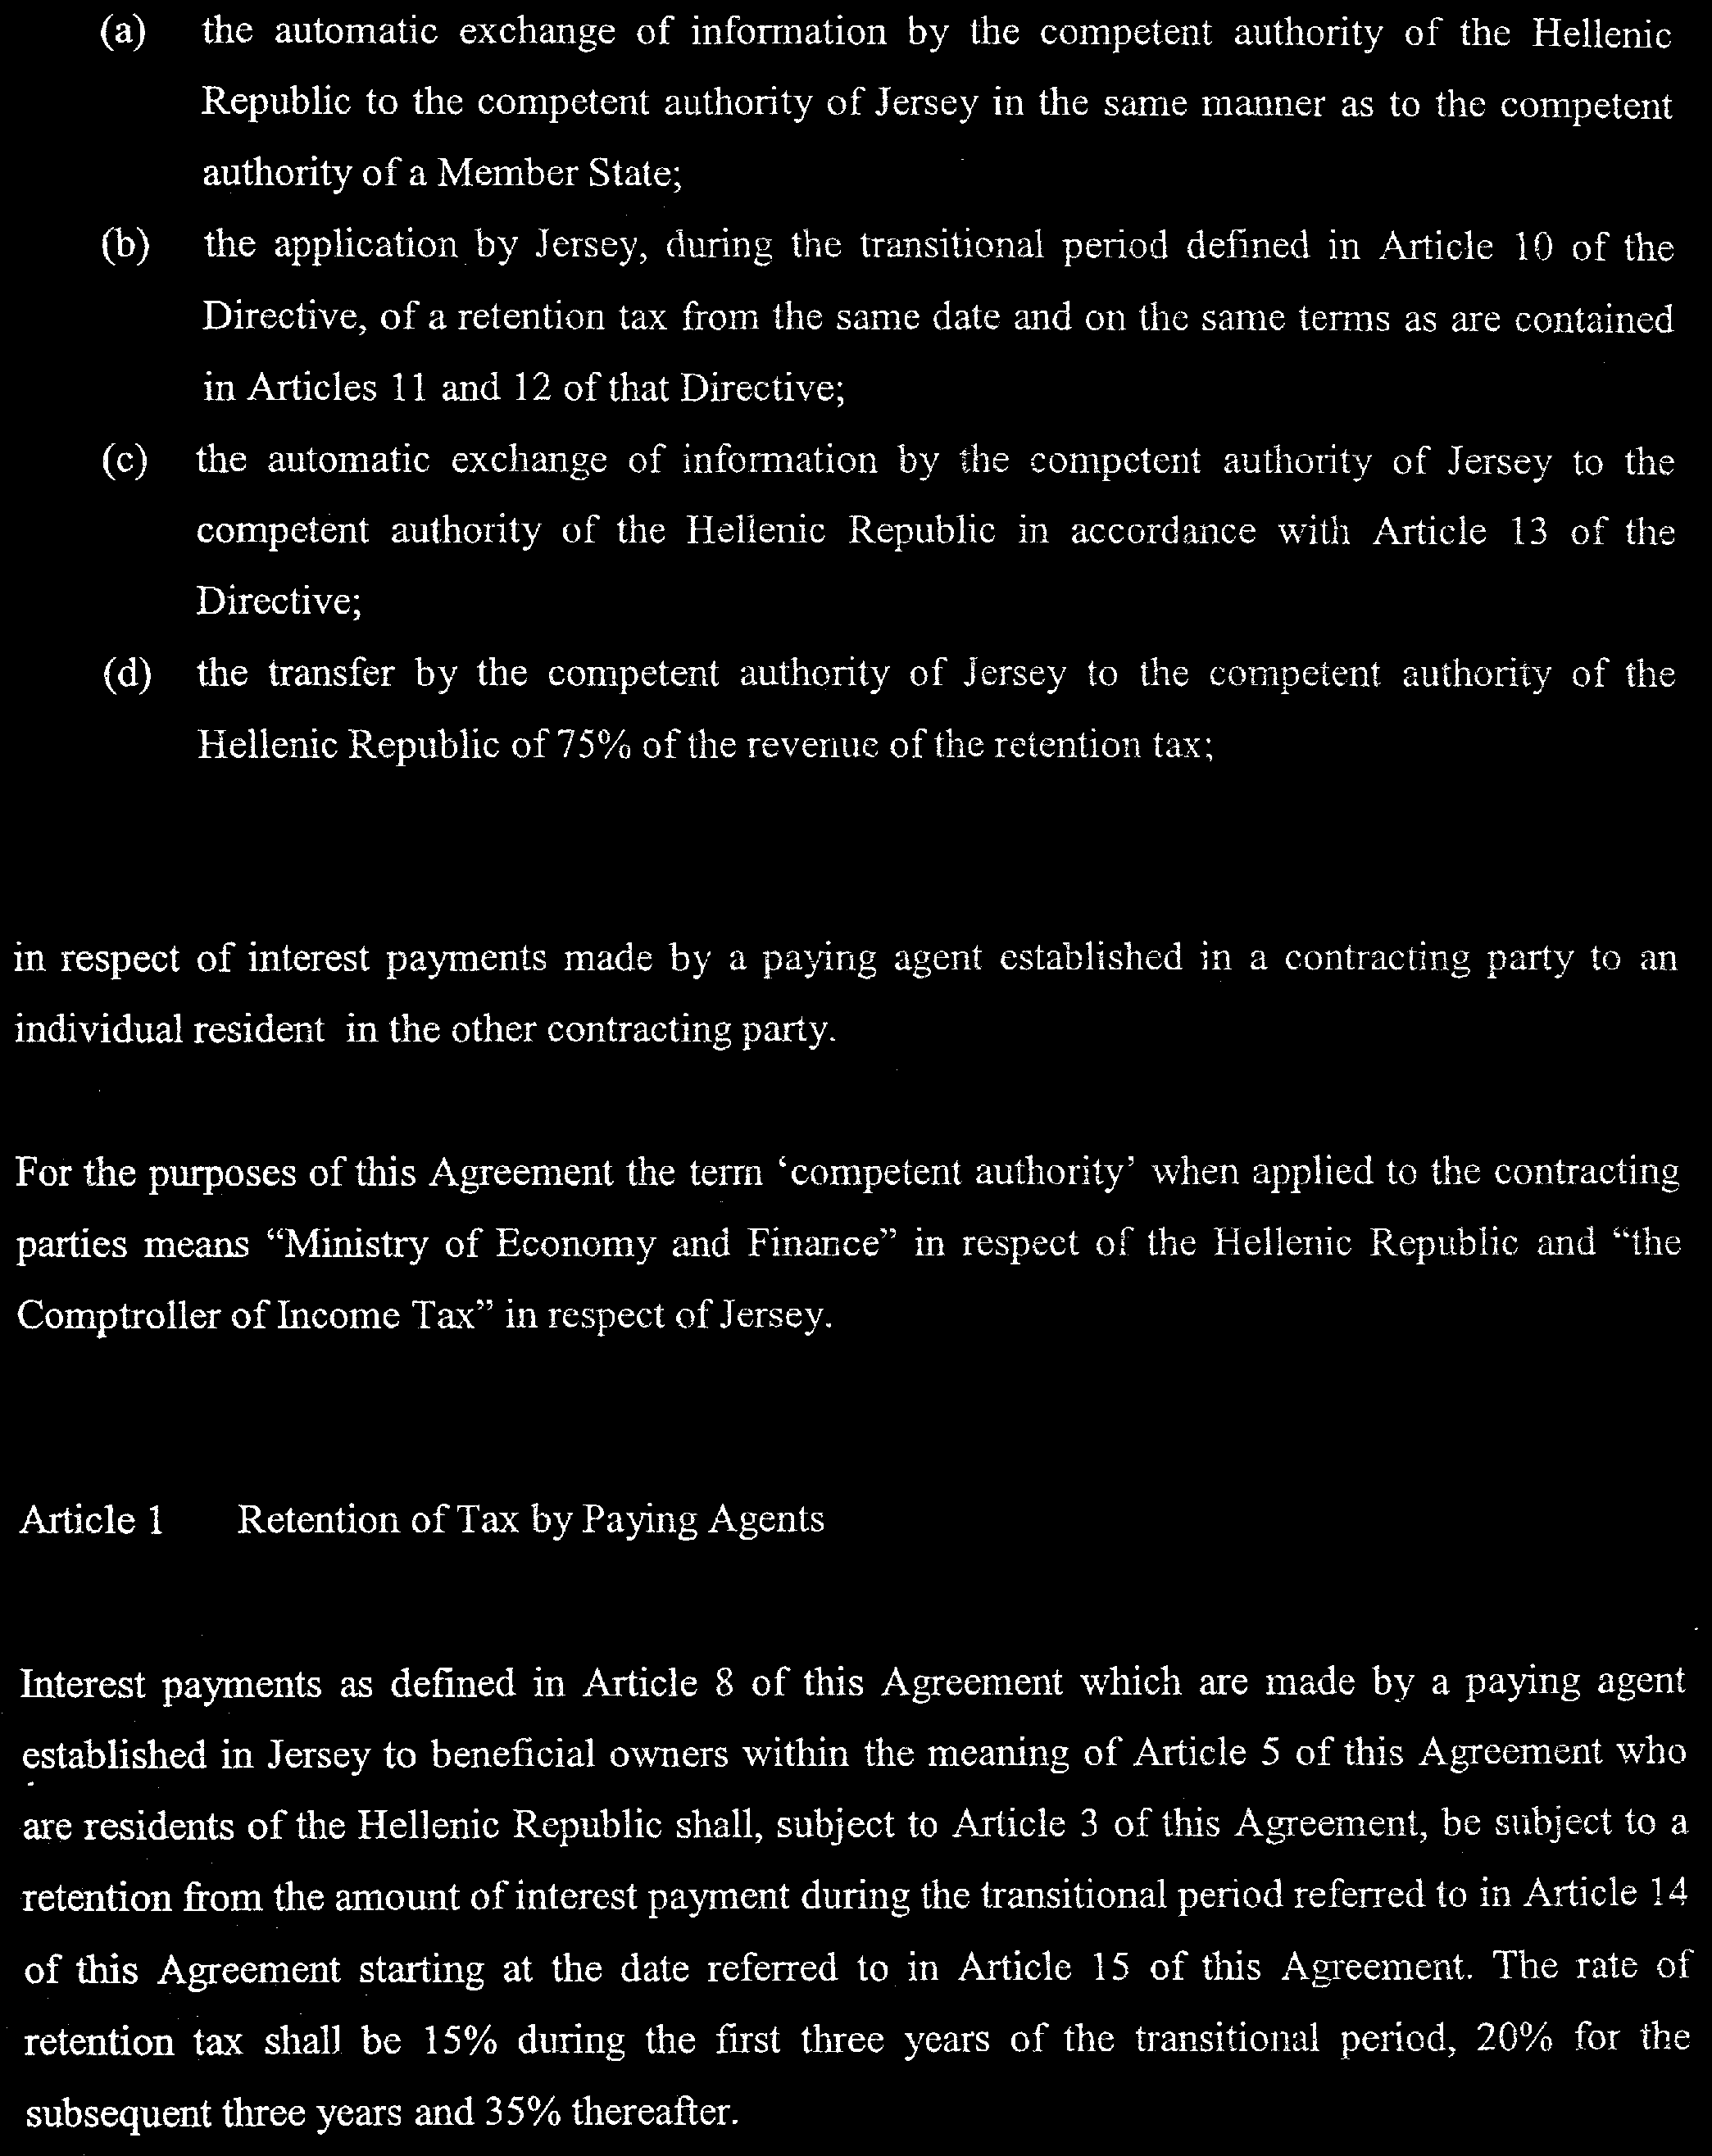 (a) the automatic exchange of information by the competent authority of the Hellenic
Republic to the competent authority of Jersey in the same manner as to the competent
authority of a Member State;
(b) the application by Jersey, during the transitional period defined in Article 10 of the
Directive, of a retention tax from the same date and on the same terms as are contained
in Articles 11 and 12 of that Directive;
(c) the automatic exchange of information by the competent authority of Jersey to the
competent authority of the Hellenic Republic in accordance with Article 13 of the
Directive;
(d) the transfer by the competent authority of Jersey to the competent authority of the
Hellenic Republic of 75% of the revenue of the retention tax;
in respect of interest payments made by a paying agent established in a contracting party to an
individual resident in the other contracting party.
For the purposes of this Agreement the term ‘competent authority’ when applied to the contracting
parties means “Ministry of Economy and Finance” in respect of the Hellenic Republic and “the
Comptroller of Income Tax” in respect of Jersey.
Article 1 Retention of Tax by Paying Agents
Interest payments as defined in Article 8 of this Agreement which are made by a paying agent
established in Jersey to beneficial owners within the meaning of Article 5 of this Agreement who
are residents of the Hellenic Republic shall, subject to Article 3 of this Agreement, be subject to a
retention from the amount of interest payment during the transitional period referred to in Article 14
of this Agreement starting at the date referred to in Article 15 of this Agreement. The rate of
retention tax shall be 15% during the first three years of the transitional period, 20% for the
subsequent three years and 35% thereafter.